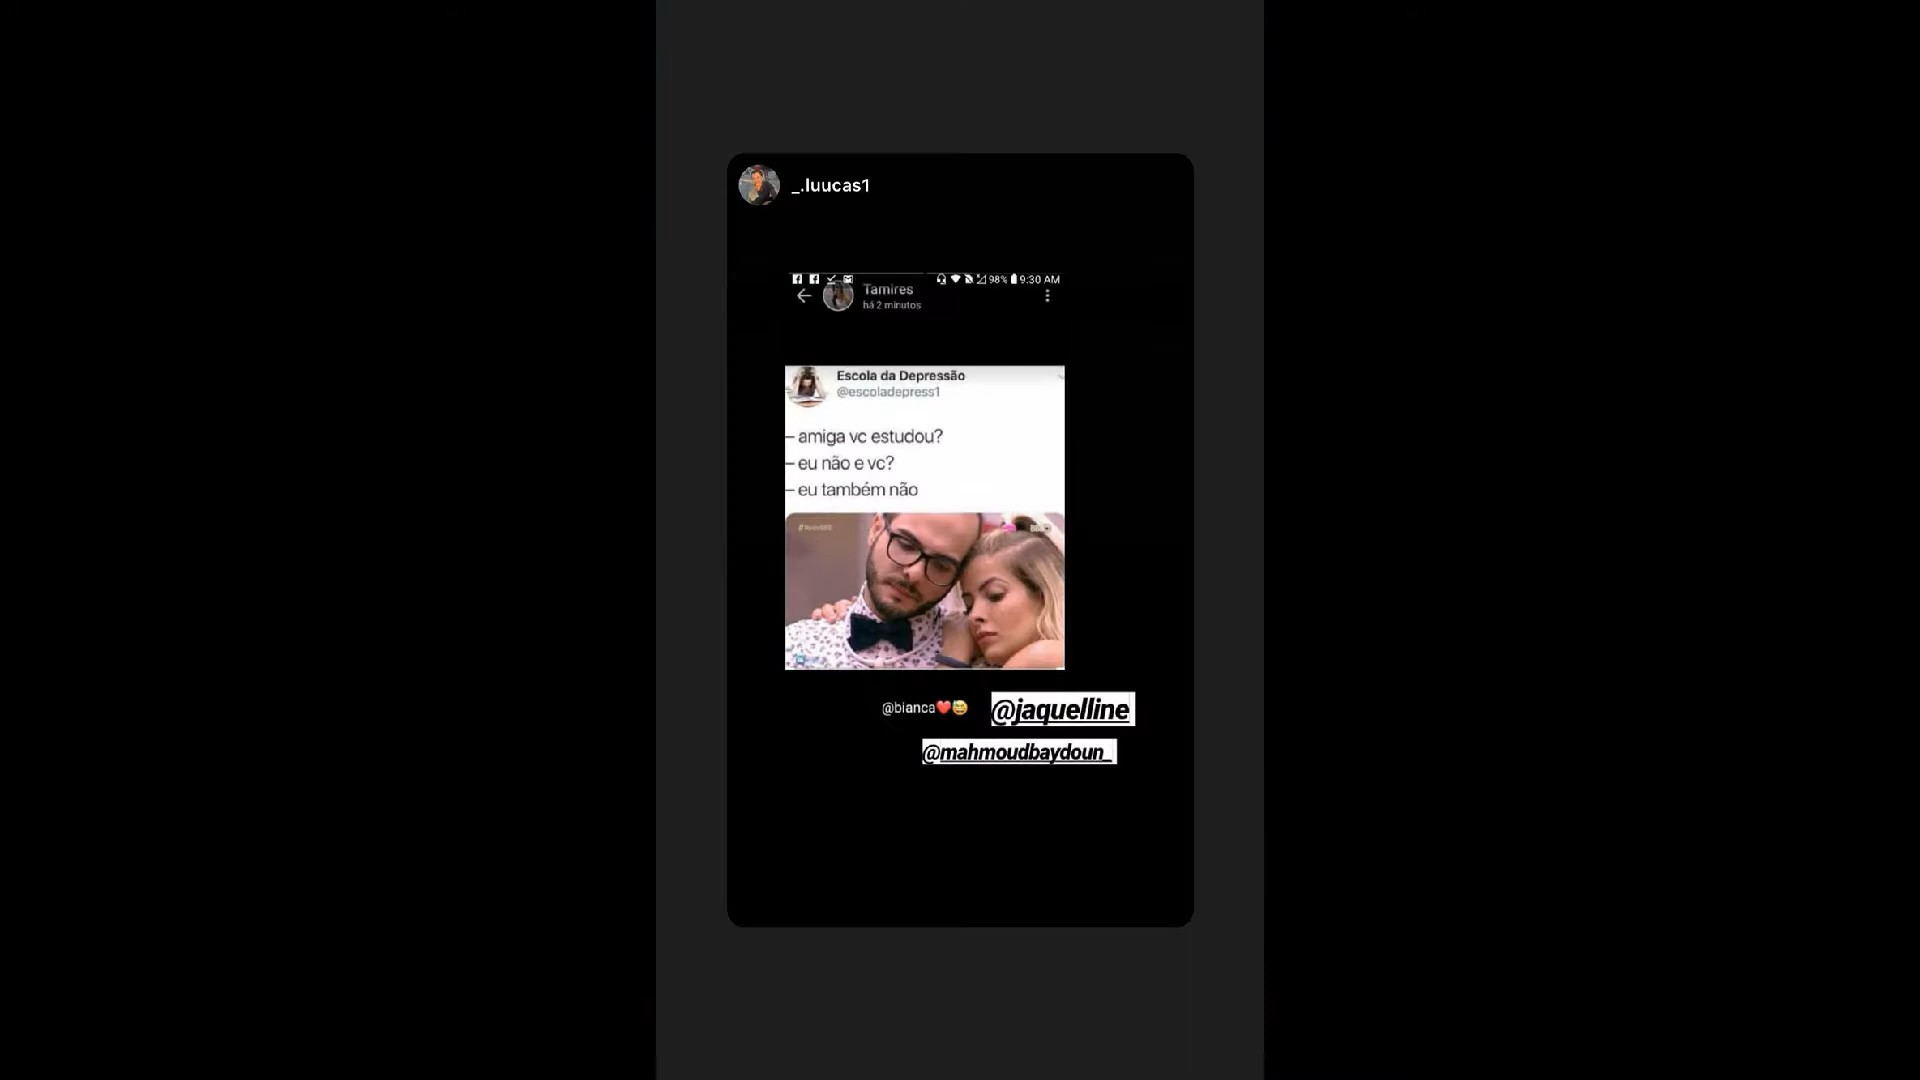 _.luucas1
98% 9:30 AM
Tamires
há 2 minutos
Escola da Depressão
@escoladepress1
– amiga vc estudou?
– eu não e vc?
– eu também não
@bianca❤️😅 @jaquelline
@mahmoudbaydoun_